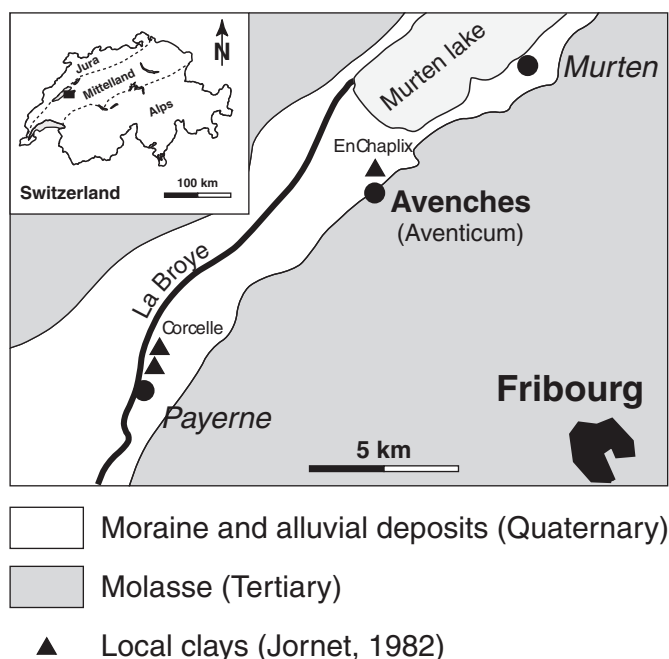 N
Jura
Mittelland
Alps
Switzerland
100 km
Murten lake
Murten
EnChaplix
Avenches
(Aventicum)
La Broye
Corcelle
Payerne
Fribourg
5 km
Moraine and alluvial deposits (Quaternary)
Molasse (Tertiary)
Local clays (Jornet, 1982)